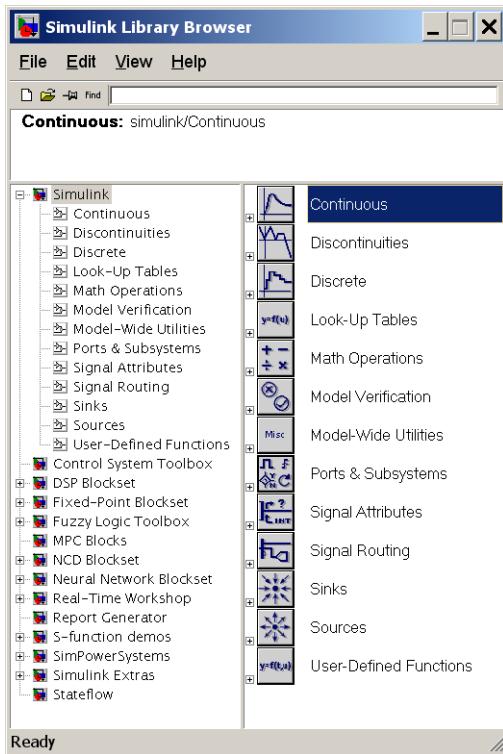 Simulink Library Browser
File Edit View Help
Find
Continuous: simulink/Continuous
Simulink
Continuous
Discontinuities
Discrete
Look-Up Tables
Math Operations
Model Verification
Model-Wide Utilities
Ports & Subsystems
Signal Attributes
Signal Routing
Sinks
Sources
User-Defined Functions
Control System Toolbox
DSP Blockset
Fixed-Point Blockset
Fuzzy Logic Toolbox
MPC Blocks
NCD Blockset
Neural Network Blockset
Real-Time Workshop
Report Generator
S-function demos
SimPowerSystems
Simulink Extras
Stateflow
Continuous
Discontinuities
Discrete
y=f(u) Look-Up Tables
Math Operations
Model Verification
Misc Model-Wide Utilities
Ports & Subsystems
INT Signal Attributes
Signal Routing
Sinks
Sources
y=f(t,u) User-Defined Functions
Ready